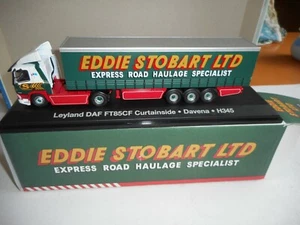 EDDIE STOBART LTD
EXPRESS ROAD HAULAGE SPECIALIST
Leyland DAF FT85CF Curtainside • Davena • H345
EDDIE STOBART LTD
EXPRESS ROAD HAULAGE SPECIALIST